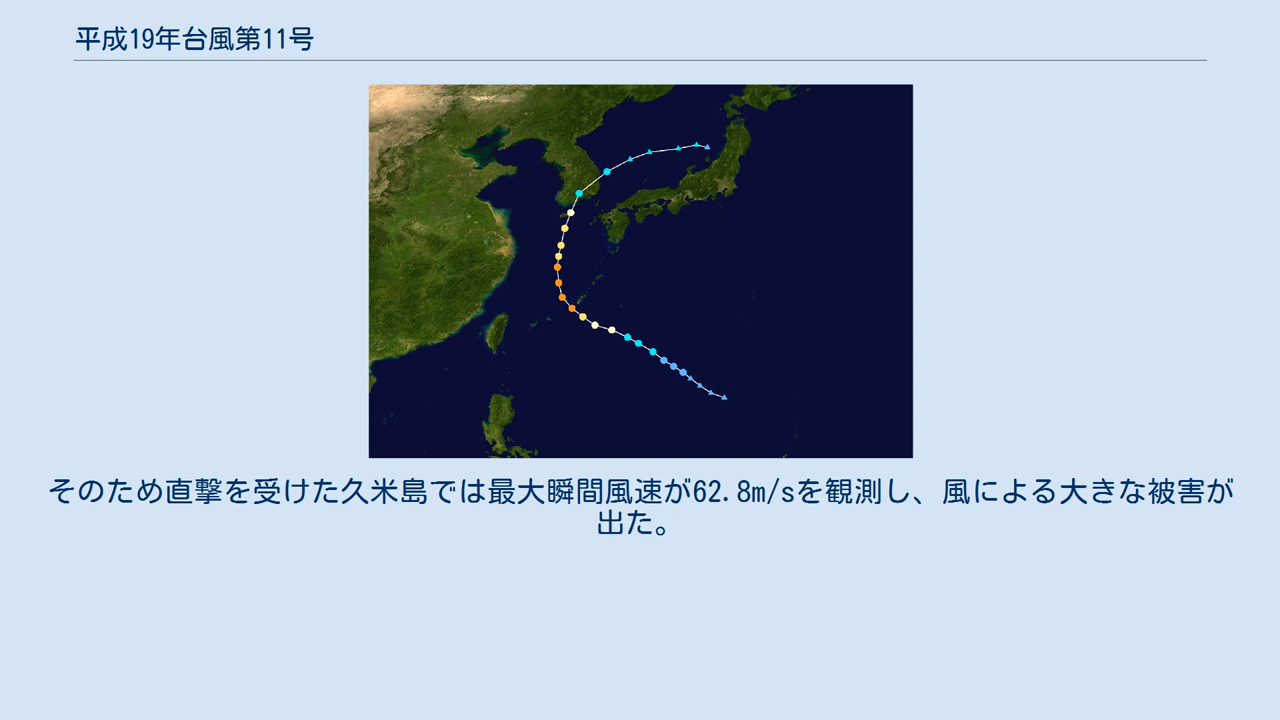 平成19年台風第11号
そのため直撃を受けた久米島では最大瞬間風速が62.8m/sを観測し、風による大きな被害が
出た。